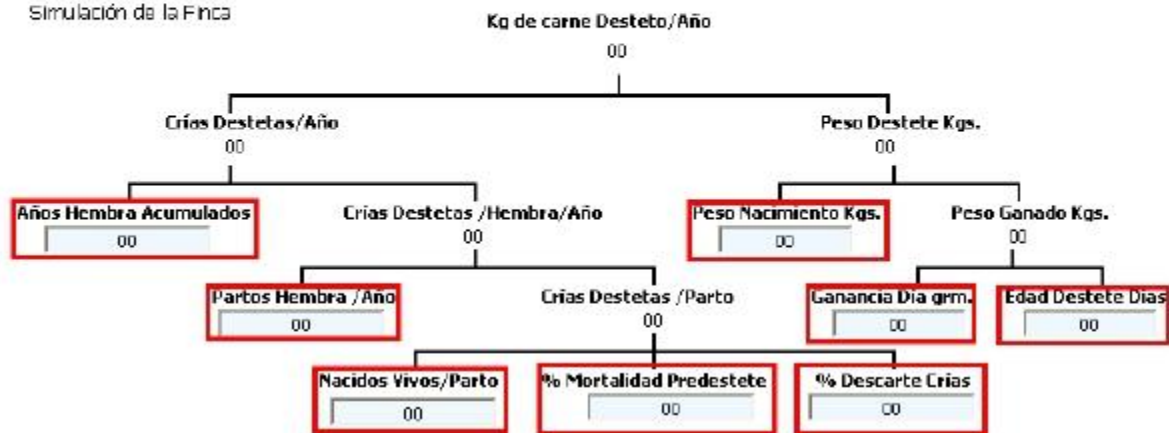 Simulación de la Finca
Kg de carne Desteto/Año
00
Crías Destetas/Año
Peso Destete Kgs.
00
00
Años Hembra Acumulados
Crías Destetas /Hembra/Año
Peso Nacimiento Kgs.
Peso Ganado Kgs.
00
00
00
00
Partos Hembra /Año
Crías Destetas /Parto
Ganancia Día grm.
Edad Destete Días
00
00
00
00
Nacidos Vivos/Parto
% Mortalidad Predestete
% Descarte Crías
00
00
00